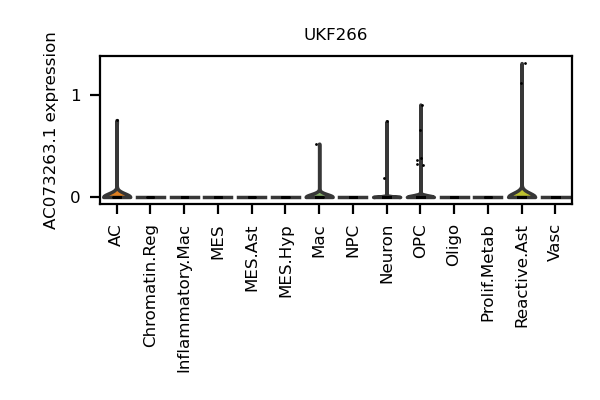 UKF266
AC073263.1 expression
1
0
AC
Chromatin.Reg
Inflammatory.Mac
MES
MES.Ast
MES.Hyp
Mac
NPC
Neuron
OPC
Oligo
Prolif.Metab
Reactive.Ast
Vasc